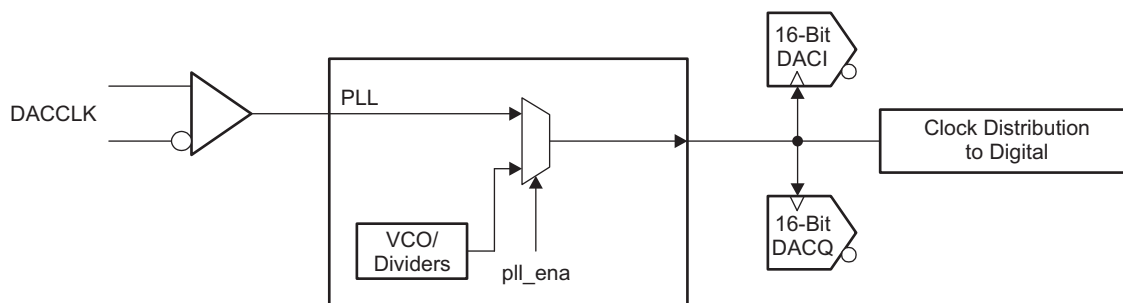 16-Bit
DACI
PLL
DACCLK
Clock Distribution
to Digital
VCO/
Dividers
pll_ena
16-Bit
DACQ